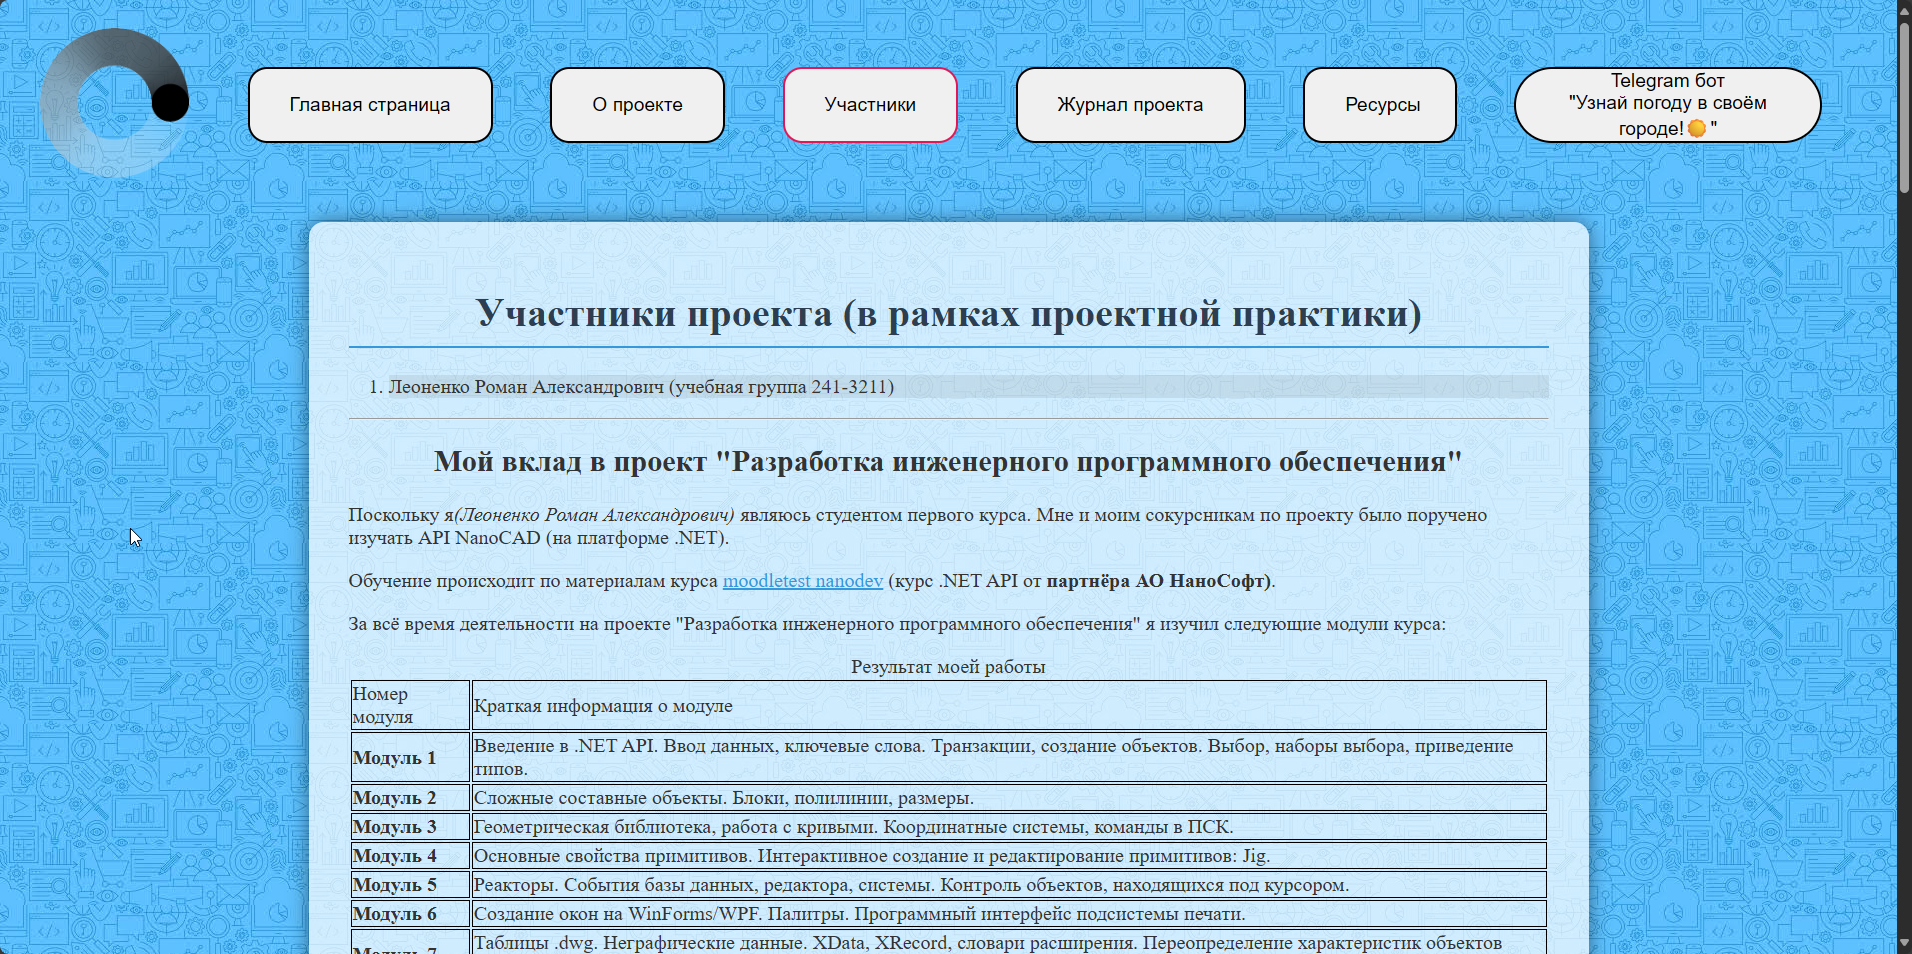 Главная страница
О проекте
Участники
Журнал проекта
Ресурсы
Telegram бот
"Узнай погоду в своём
городе!☀️"
Участники проекта (в рамках проектной практики)
1. Леоненко Роман Александрович (учебная группа 241-3211)
Мой вклад в проект "Разработка инженерного программного обеспечения"
Поскольку я(Леоненко Роман Александрович) являюсь студентом первого курса. Мне и моим сокурсникам по проекту было поручено
изучать API NanoCAD (на платформе .NET).
Обучение происходит по материалам курса moodletest nanodev (курс .NET API от партнёра АО НаноСофт).
За всё время деятельности на проекте "Разработка инженерного программного обеспечения" я изучил следующие модули курса:
Результат моей работы
Номер
модуля
Краткая информация о модуле
Модуль 1
Введение в .NET API. Ввод данных, ключевые слова. Транзакции, создание объектов. Выбор, наборы выбора, приведение
типов.
Модуль 2
Сложные составные объекты. Блоки, полилинии, размеры.
Модуль 3
Геометрическая библиотека, работа с кривыми. Координатные системы, команды в ПСК.
Модуль 4
Основные свойства примитивов. Интерактивное создание и редактирование примитивов: Jig.
Модуль 5
Реакторы. События базы данных, редактора, системы. Контроль объектов, находящихся под курсором.
Модуль 6
Создание окон на WinForms/WPF. Палитры. Программный интерфейс подсистемы печати.
Модуль 7
Таблицы .dwg. Неграфические данные. XData, XRecord, словари расширения. Переопределение характеристик объектов